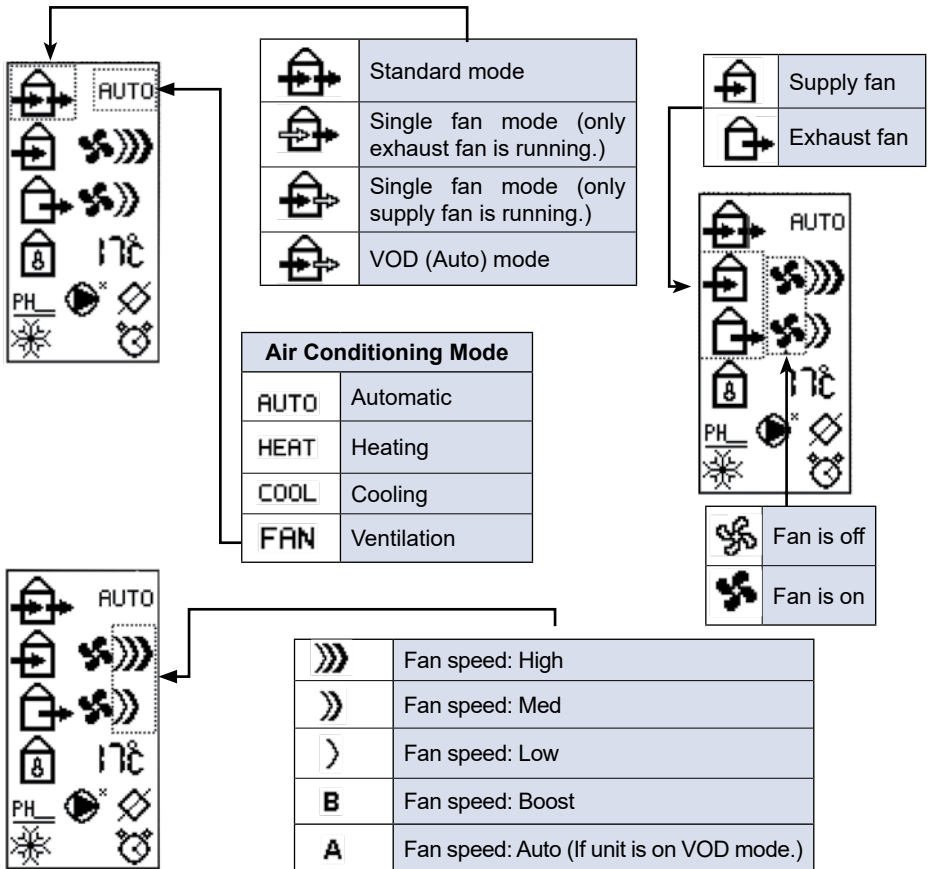 AUTO
17℃
PH__
Standard mode
Single fan mode (only
exhaust fan is running.)
Single fan mode (only
supply fan is running.)
VOD (Auto) mode
Supply fan
Exhaust fan
AUTO
17℃
PH__
Air Conditioning Mode
AUTO Automatic
HEAT Heating
COOL Cooling
FAN Ventilation
Fan is off
Fan is on
AUTO
17℃
PH__
Fan speed: High
Fan speed: Med
Fan speed: Low
B Fan speed: Boost
A Fan speed: Auto (If unit is on VOD mode.)